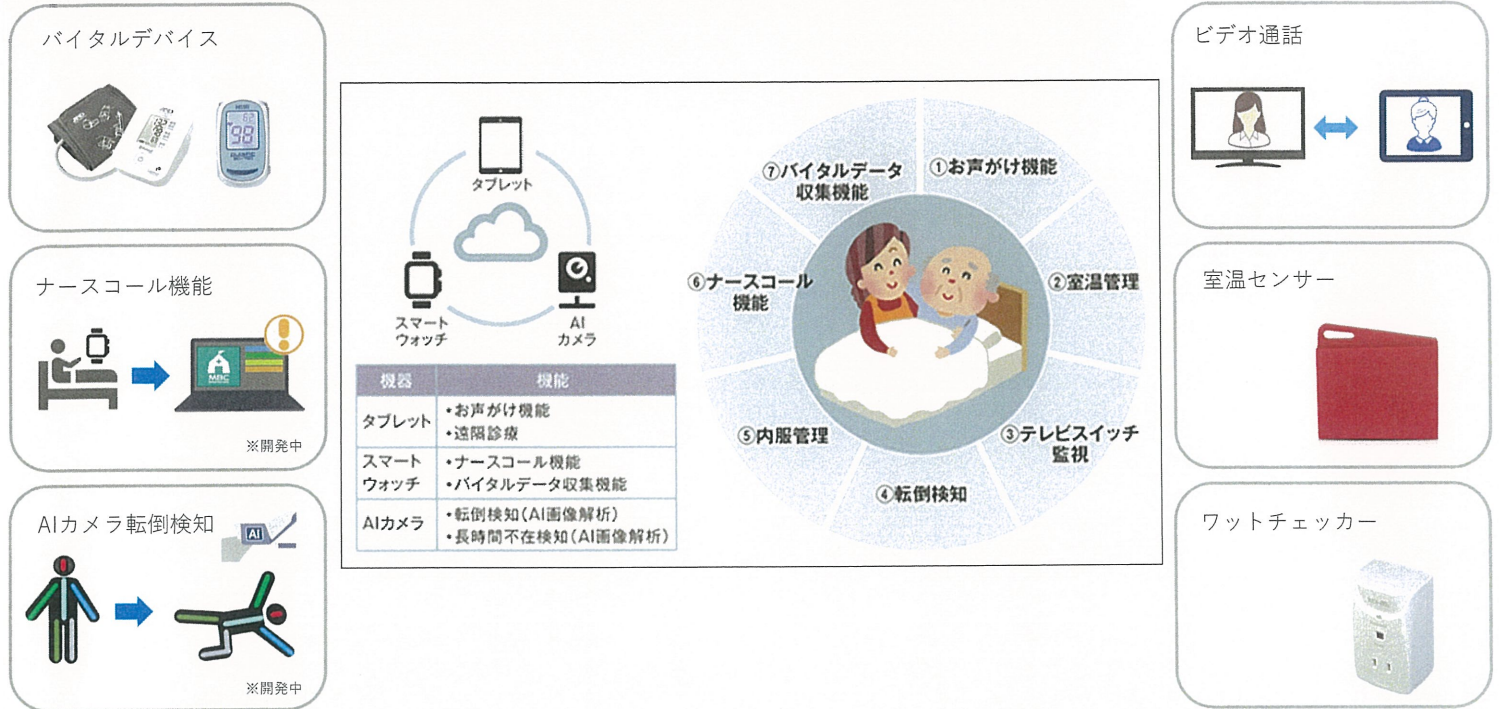 バイタルデバイス
98
ナースコール機能
MBC
※開発中
AIカメラ転倒検知
AI
※開発中
タブレット
スマート
ウォッチ
AI
カメラ
機器 機能
タブレット ・お声がけ機能
・遠隔診療
スマート
ウォッチ ・ナースコール機能
・バイタルデータ収集機能
AIカメラ ・転倒検知(AI画像解析)
・長時間不在検知(AI画像解析)
①お声がけ機能
②室温管理
③テレビスイッチ
監視
④転倒検知
⑤内服管理
⑥ナースコール
機能
⑦バイタルデータ
収集機能
ビデオ通話
室温センサー
ワットチェッカー